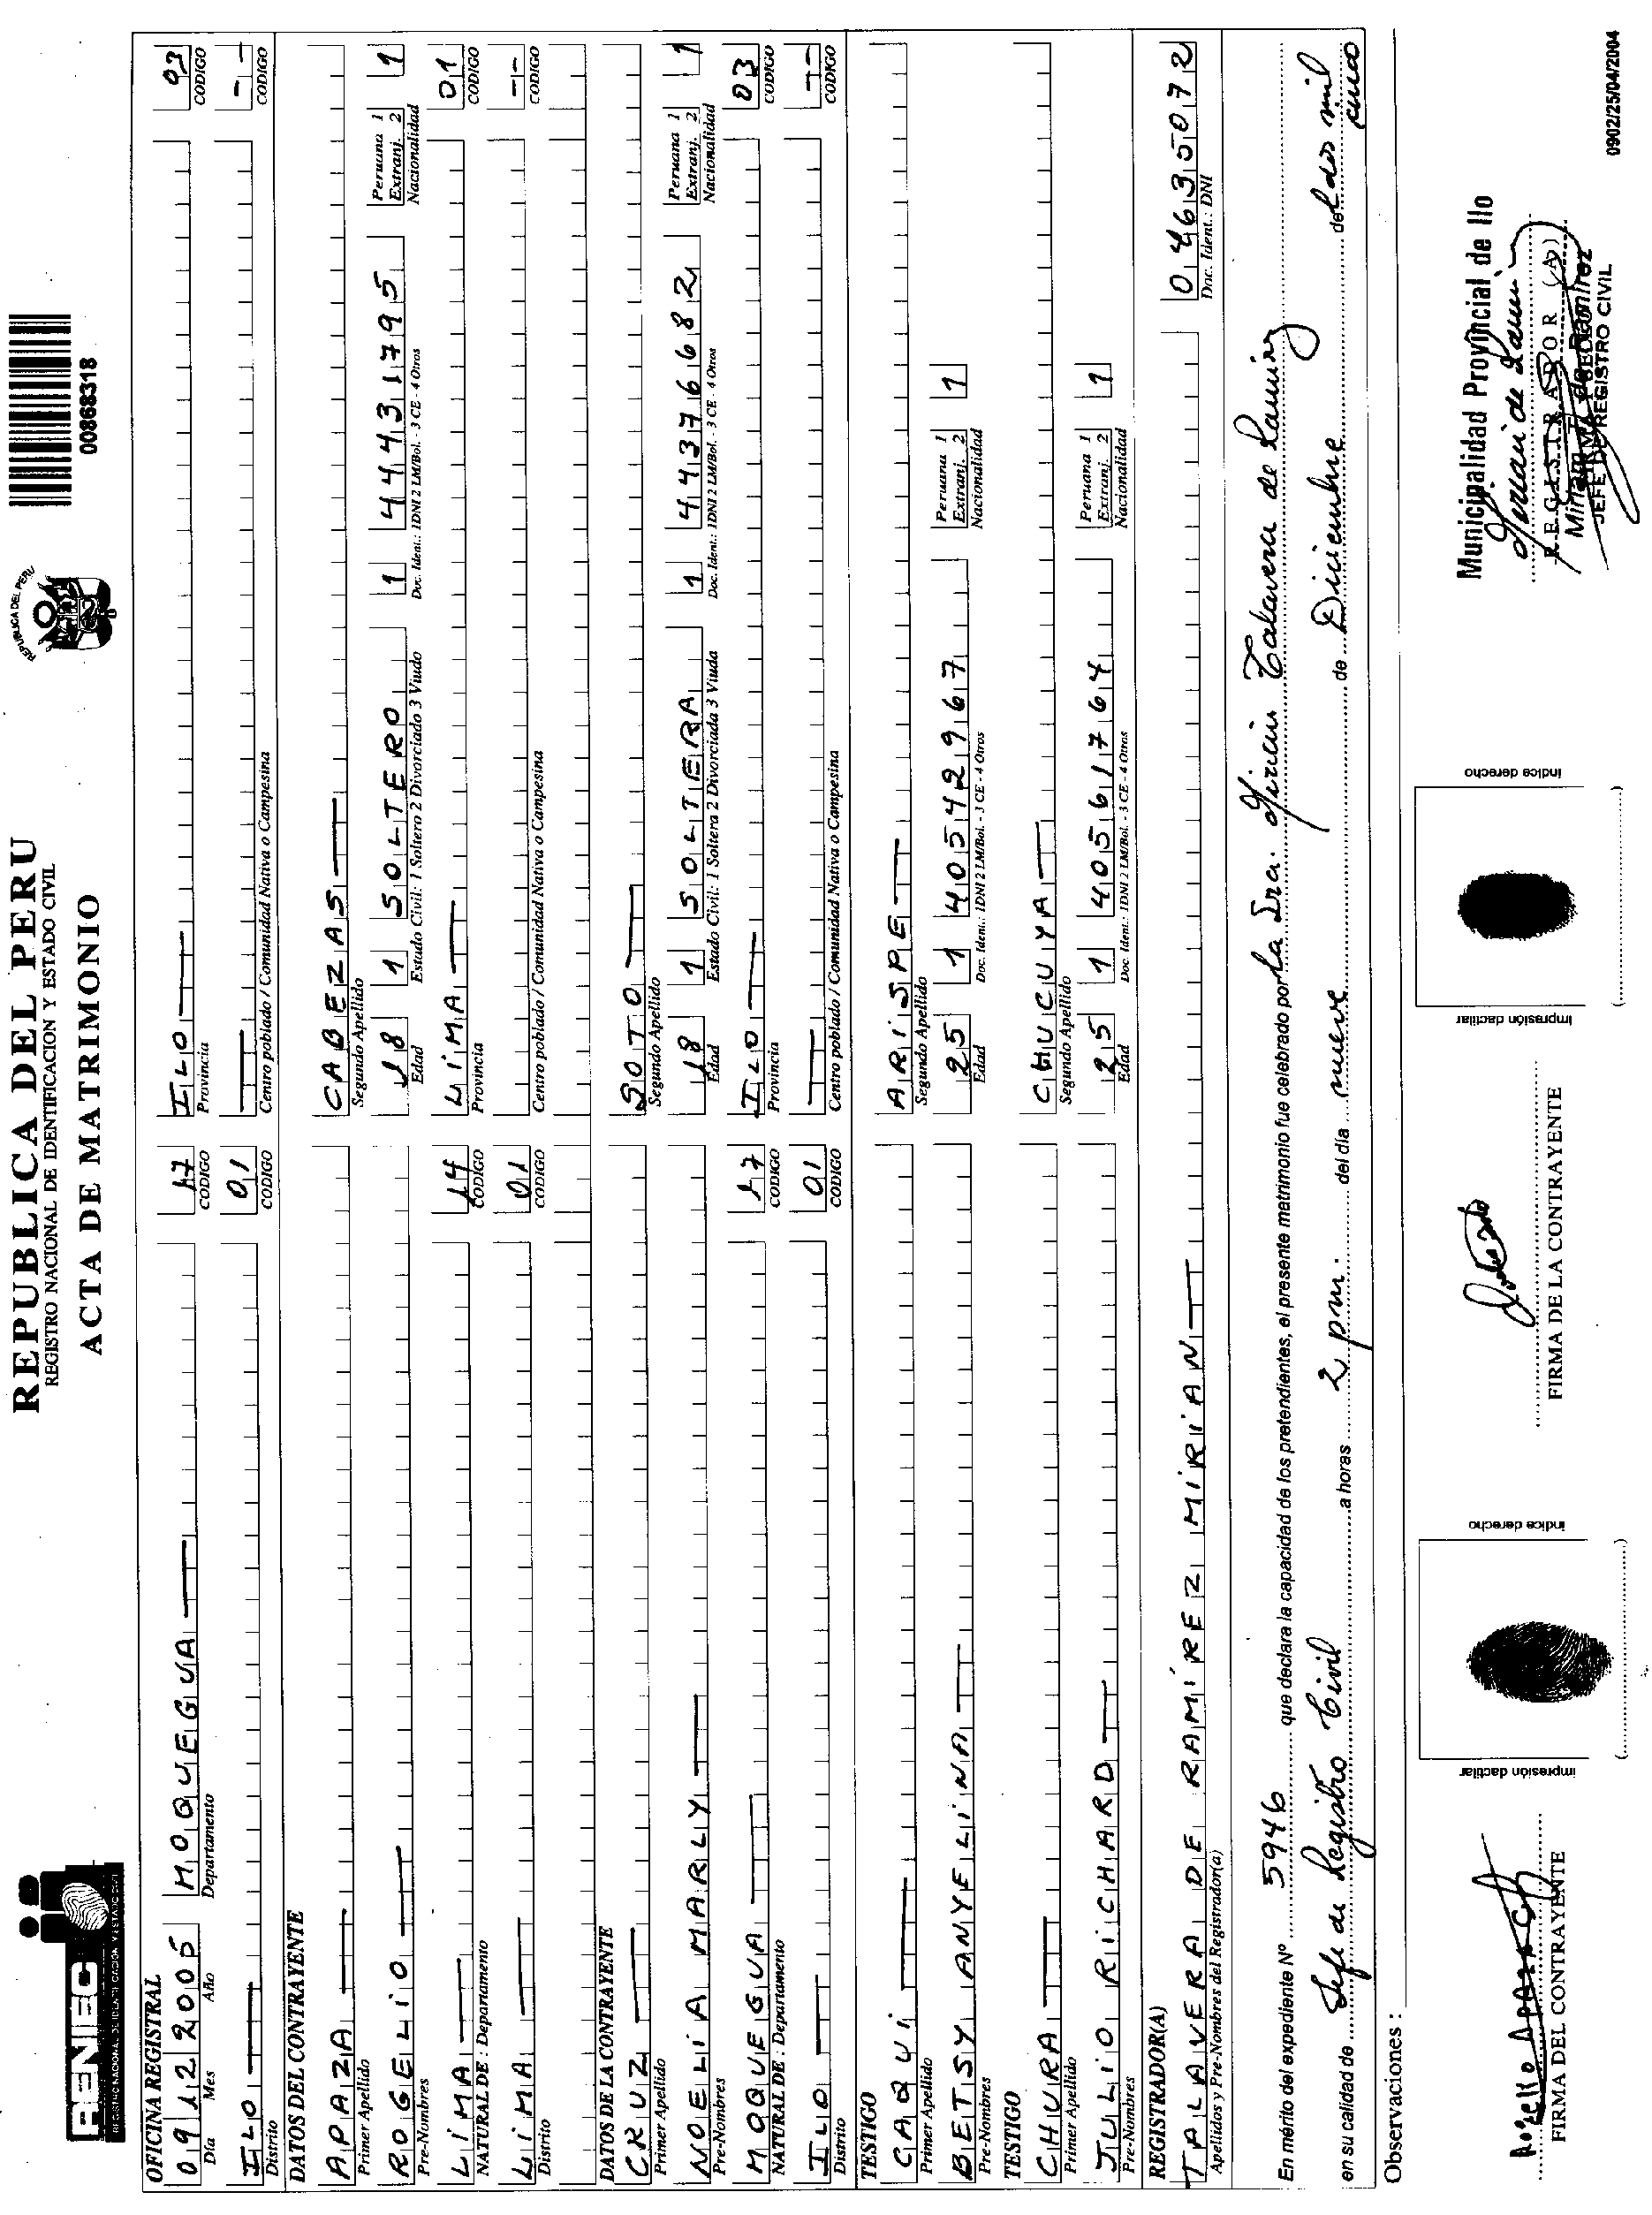 RENIEC
REGISTRO NACIONAL DE IDENTIFICACION Y ESTADO CIVIL
REPUBLICA DEL PERU
REGISTRO NACIONAL DE IDENTIFICACION Y ESTADO CIVIL
ACTA DE MATRIMONIO
REPUBLICA DEL PERU
00868318
OFICINA REGISTRAL
09 12 2005 MOQUEGUA 17 ILO 03
Día Mes Año Departamento CODIGO Provincia CODIGO
ILO 01 --
Distrito CODIGO Centro poblado / Comunidad Nativa o Campesina CODIGO
DATOS DEL CONTRAYENTE
APAZA CABEZAS
Primer Apellido Segundo Apellido
ROGELIO 18 1 SOLTERO 1 44431795 Peruana 1 Extranj. 2 1
Pre-Nombres Edad Estado Civil: 1 Soltero 2 Divorciado 3 Viudo Doc. Ident.: 1DNI 2 LM/Bol. - 3 CE - 4 Otros Nacionalidad
LIMA 14 LIMA 01
NATURAL DE : Departamento CODIGO Provincia CODIGO
LIMA 01 --
Distrito CODIGO Centro poblado / Comunidad Nativa o Campesina CODIGO
DATOS DE LA CONTRAYENTE
CRUZ SOTO
Primer Apellido Segundo Apellido
NOELIA MARLY 18 1 SOLTERA 1 44376682 Peruana 1 Extranj. 2 1
Pre-Nombres Edad Estado Civil: 1 Soltera 2 Divorciada 3 Viuda Doc. Ident.: 1DNI 2 LM/Bol. - 3 CE - 4 Otros Nacionalidad
MOQUEGUA 17 ILO 03
NATURAL DE : Departamento CODIGO Provincia CODIGO
ILO 01 --
Distrito CODIGO Centro poblado / Comunidad Nativa o Campesina CODIGO
TESTIGO
CAQUI ARISPE
Primer Apellido Segundo Apellido
BETSY ANYELINA 25 1 40542967 Peruana 1 Extranj. 2 1
Pre-Nombres Edad Doc. Ident.: 1DNI 2 LM/Bol. - 3 CE - 4 Otros Nacionalidad
TESTIGO
CHURA CHUCUYA
Primer Apellido Segundo Apellido
JULIO RICHARD 25 1 40561764 Peruana 1 Extranj. 2 1
Pre-Nombres Edad Doc. Ident.: 1DNI 2 LM/Bol. - 3 CE - 4 Otros Nacionalidad
REGISTRADOR(A)
TALAVERA DE RAMIREZ MIRIAN 04635072
Apellidos y Pre-Nombres del Registrador(a) Doc. Ident.: DNI
En mérito del expediente Nº 5946 que declara la capacidad de los pretendientes, el presente matrimonio fue celebrado por la Sra. Mirian Talavera de Ramirez
en su calidad de Jefe de Registro Civil a horas 2 pm. del día nueve de Diciembre de dos mil cinco
Observaciones :
Municipalidad Provincial de Ilo
REGISTRADOR (A)
JEFE DE REGISTRO CIVIL
FIRMA DEL CONTRAYENTE
impresión dactilar
índice derecho
FIRMA DE LA CONTRAYENTE
impresión dactilar
índice derecho
0902/25/04/2004